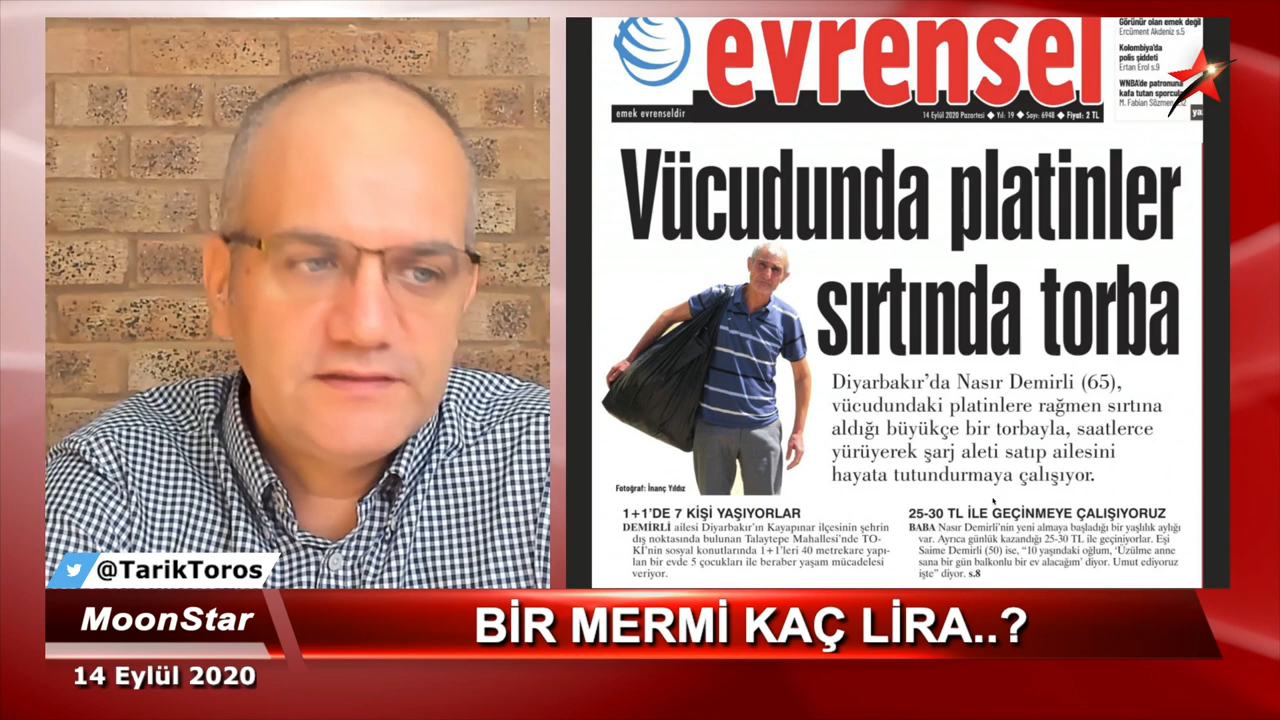 evrensel
emek evrenseldir
14 Eylül 2020 Pazartesi ◆ Yıl: 19 ◆ Sayı: 6948 ◆ Fiyat: 2 TL
Görünür olan emek değil
Ercüment Akdeniz s.5
Kolombiya'da
polis şiddeti
Ertan Erol s.9
WNBA'de patronuna
kafa tutan sporcular
M. Fabian Sözmen
Vücudunda platinler
sırtında torba
Diyarbakır'da Nasır Demirli (65),
vücudundaki platinlere rağmen sırtına
aldığı büyükçe bir torbayla, saatlerce
yürüyerek şarj aleti satıp ailesini
hayata tutundurmaya çalışıyor.
Fotoğraf: İnanç Yıldız
1+1'DE 7 KİŞİ YAŞIYORLAR
DEMİRLİ ailesi Diyarbakır'ın Kayapınar ilçesinin şehrin
dış noktasında bulunan Talaytepe Mahallesi'nde TO-
Kİ'nin sosyal konutlarında 1+1'leri 40 metrekare yapı-
lan bir evde 5 çocukları ile beraber yaşam mücadelesi
veriyor.
25-30 TL İLE GEÇİNMEYE ÇALIŞIYORUZ
BABA Nasır Demirli'nin yeni almaya başladığı bir yaşlılık aylığı
var. Ayrıca günlük kazandığı 25-30 TL ile geçiniyorlar. Eşi
Saime Demirli (50) ise, “10 yaşındaki oğlum, ‘Üzülme anne
sana bir gün balkonlu bir ev alacağım’ diyor. Umut ediyoruz
işte” diyor. s.8
@TarikToros
MoonStar
BİR MERMİ KAÇ LİRA..?
14 Eylül 2020